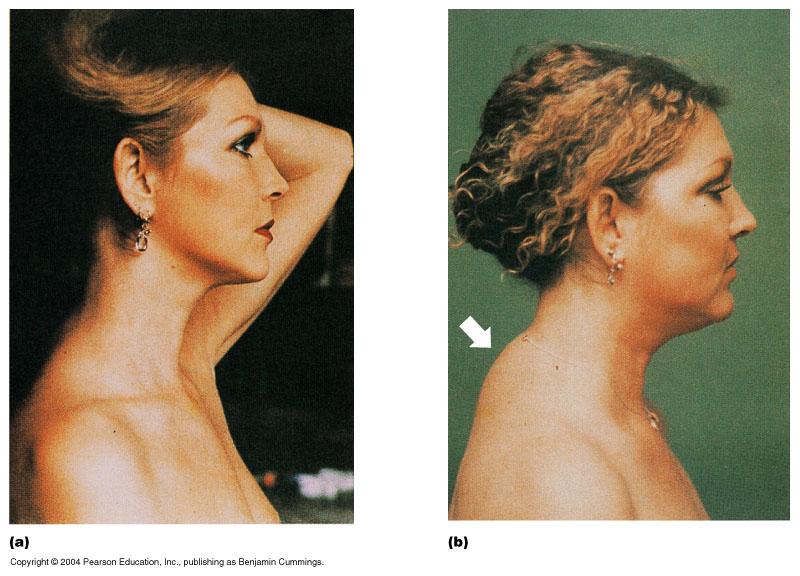 (a)
(b)
Copyright © 2004 Pearson Education, Inc., publishing as Benjamin Cummings.